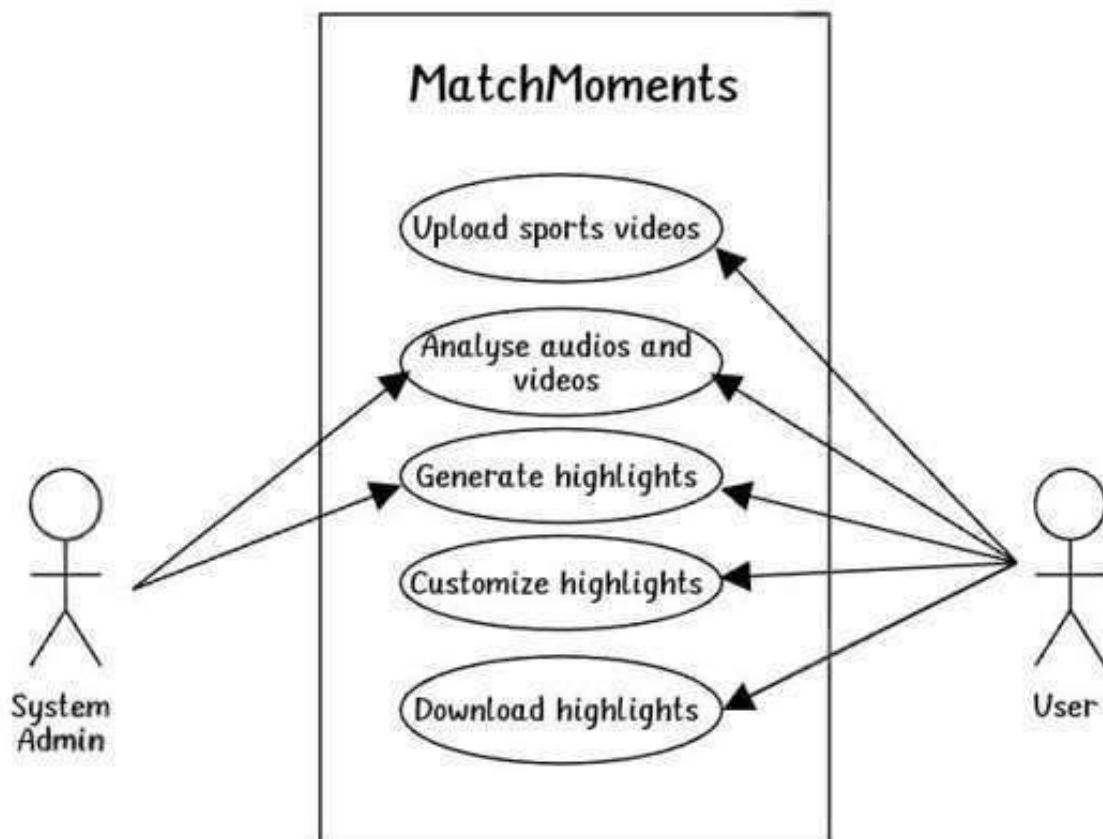 MatchMoments
Upload sports videos
Analyse audios and
videos
Generate highlights
Customize highlights
Download highlights
System
Admin
User